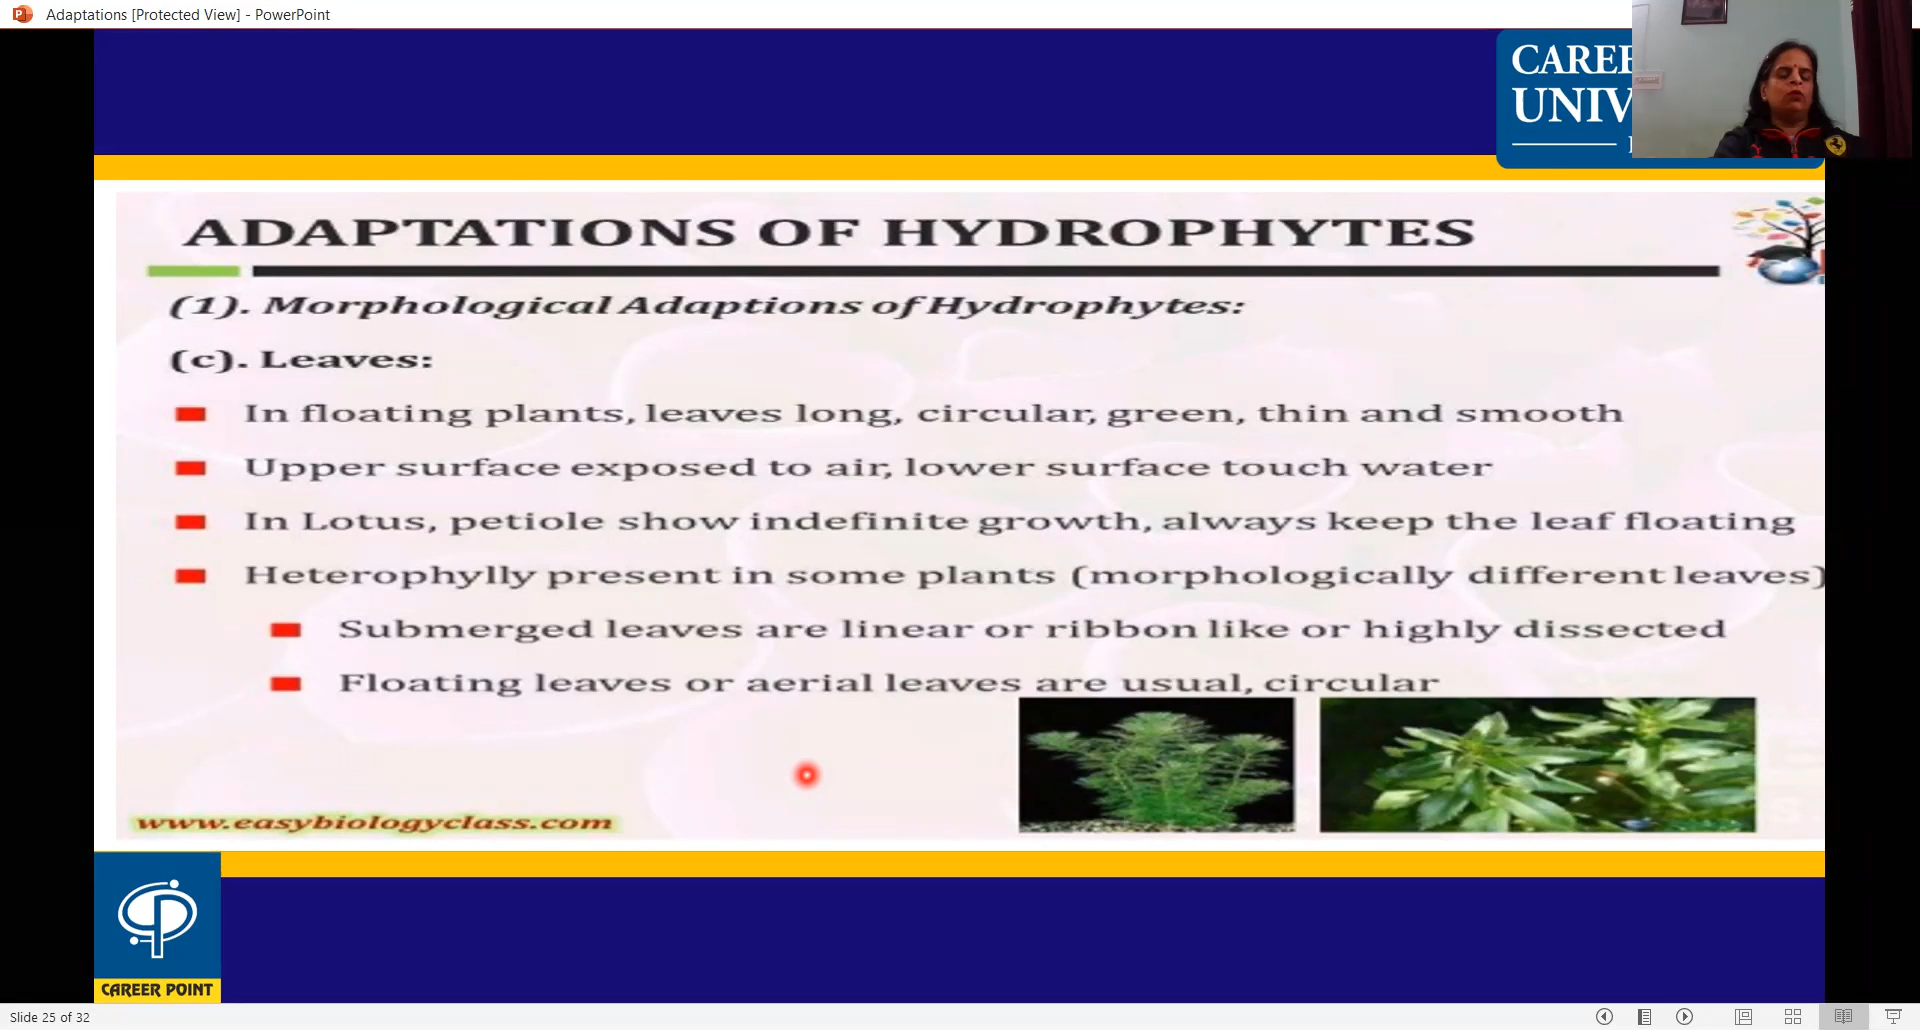 Adaptations [Protected View] - PowerPoint
ADAPTATIONS OF HYDROPHYTES
(1). Morphological Adaptions of Hydrophytes:
(c). Leaves:
In floating plants, leaves long, circular, green, thin and smooth
Upper surface exposed to air, lower surface touch water
In Lotus, petiole show indefinite growth, always keep the leaf floating
Heterophylly present in some plants (morphologically different leaves)
Submerged leaves are linear or ribbon like or highly dissected
Floating leaves or aerial leaves are usual, circular
www.easybiologyclass.com
CAREER POINT
Slide 25 of 32